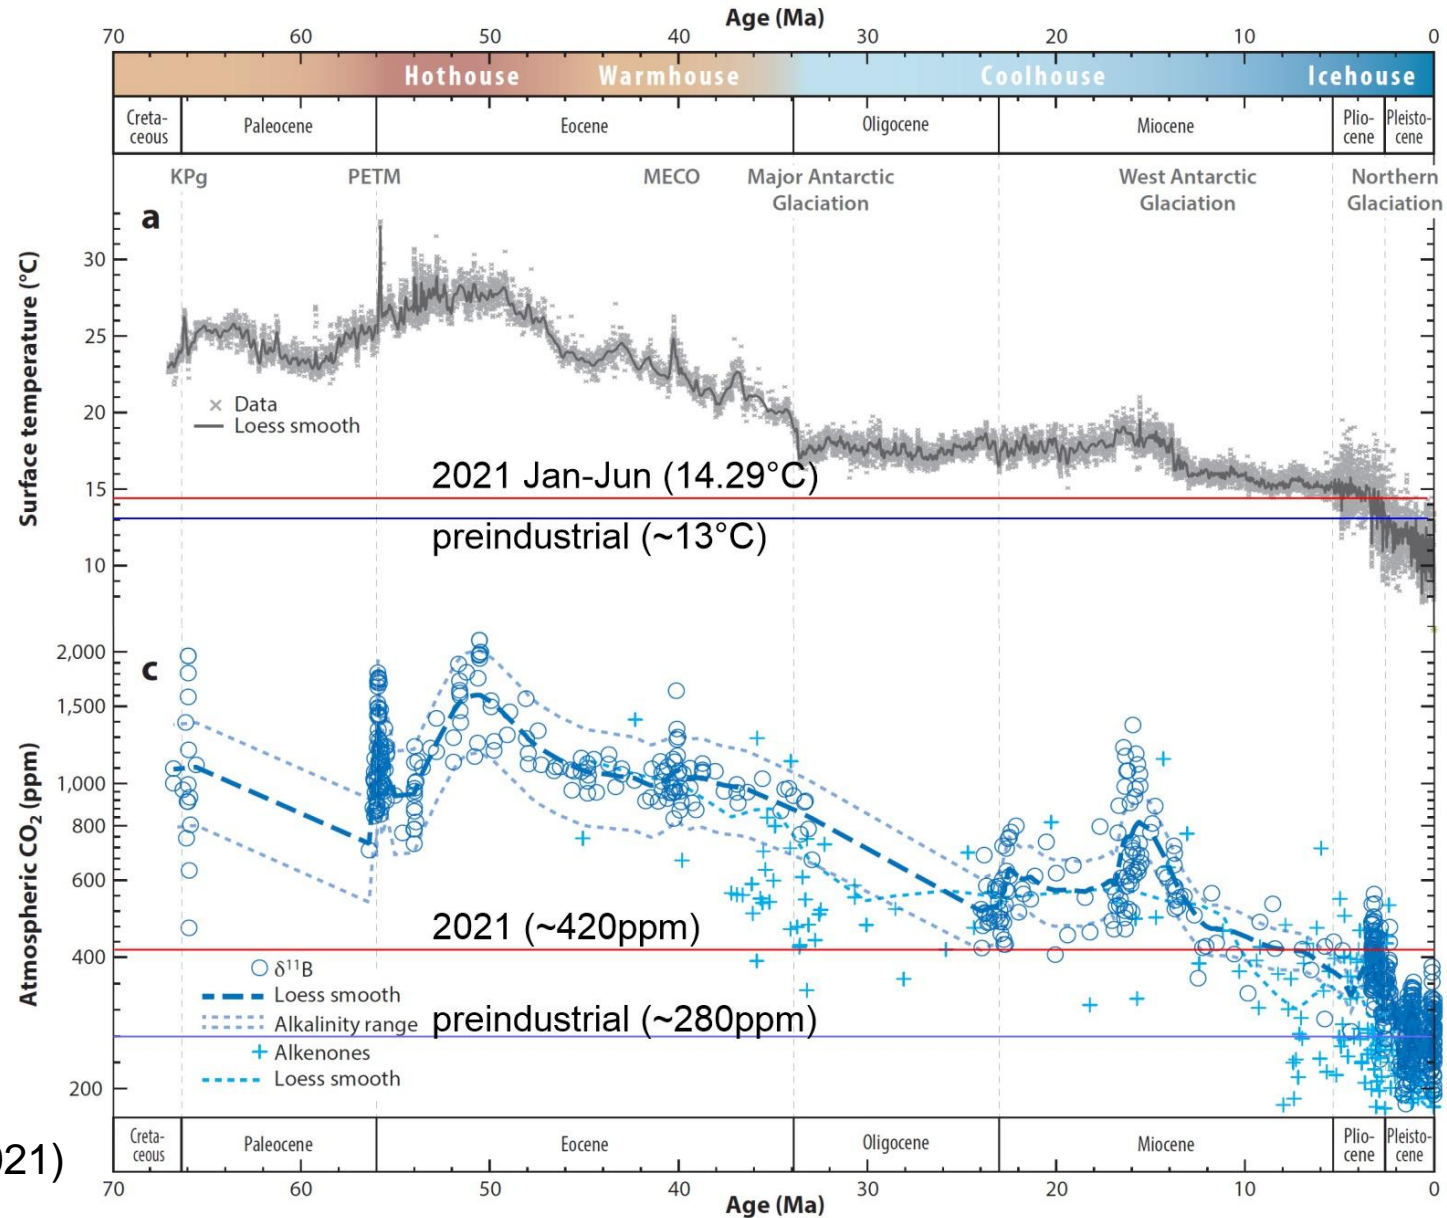 Age (Ma)
70 60 50 40 30 20 10 0
Hothouse Warmhouse Coolhouse Icehouse
Creta-
ceous
Paleocene
Eocene
Oligocene
Miocene
Plio-
cene
Pleisto-
cene
KPg
PETM
MECO
Major Antarctic
Glaciation
West Antarctic
Glaciation
Northern
Glaciation
a
Surface temperature (°C)
30
25
20
15
10
× Data
Loess smooth
2021 Jan-Jun (14.29°C)
preindustrial (~13°C)
c
Atmospheric CO₂ (ppm)
2,000
1,500
1,000
800
600
400
200
2021 (~420ppm)
preindustrial (~280ppm)
δ¹¹B
Loess smooth
Alkalinity range
+ Alkenones
Loess smooth
Creta-
ceous
Paleocene
Eocene
Oligocene
Miocene
Plio-
cene
Pleisto-
cene
021)
70 60 50 40 30 20 10 0
Age (Ma)